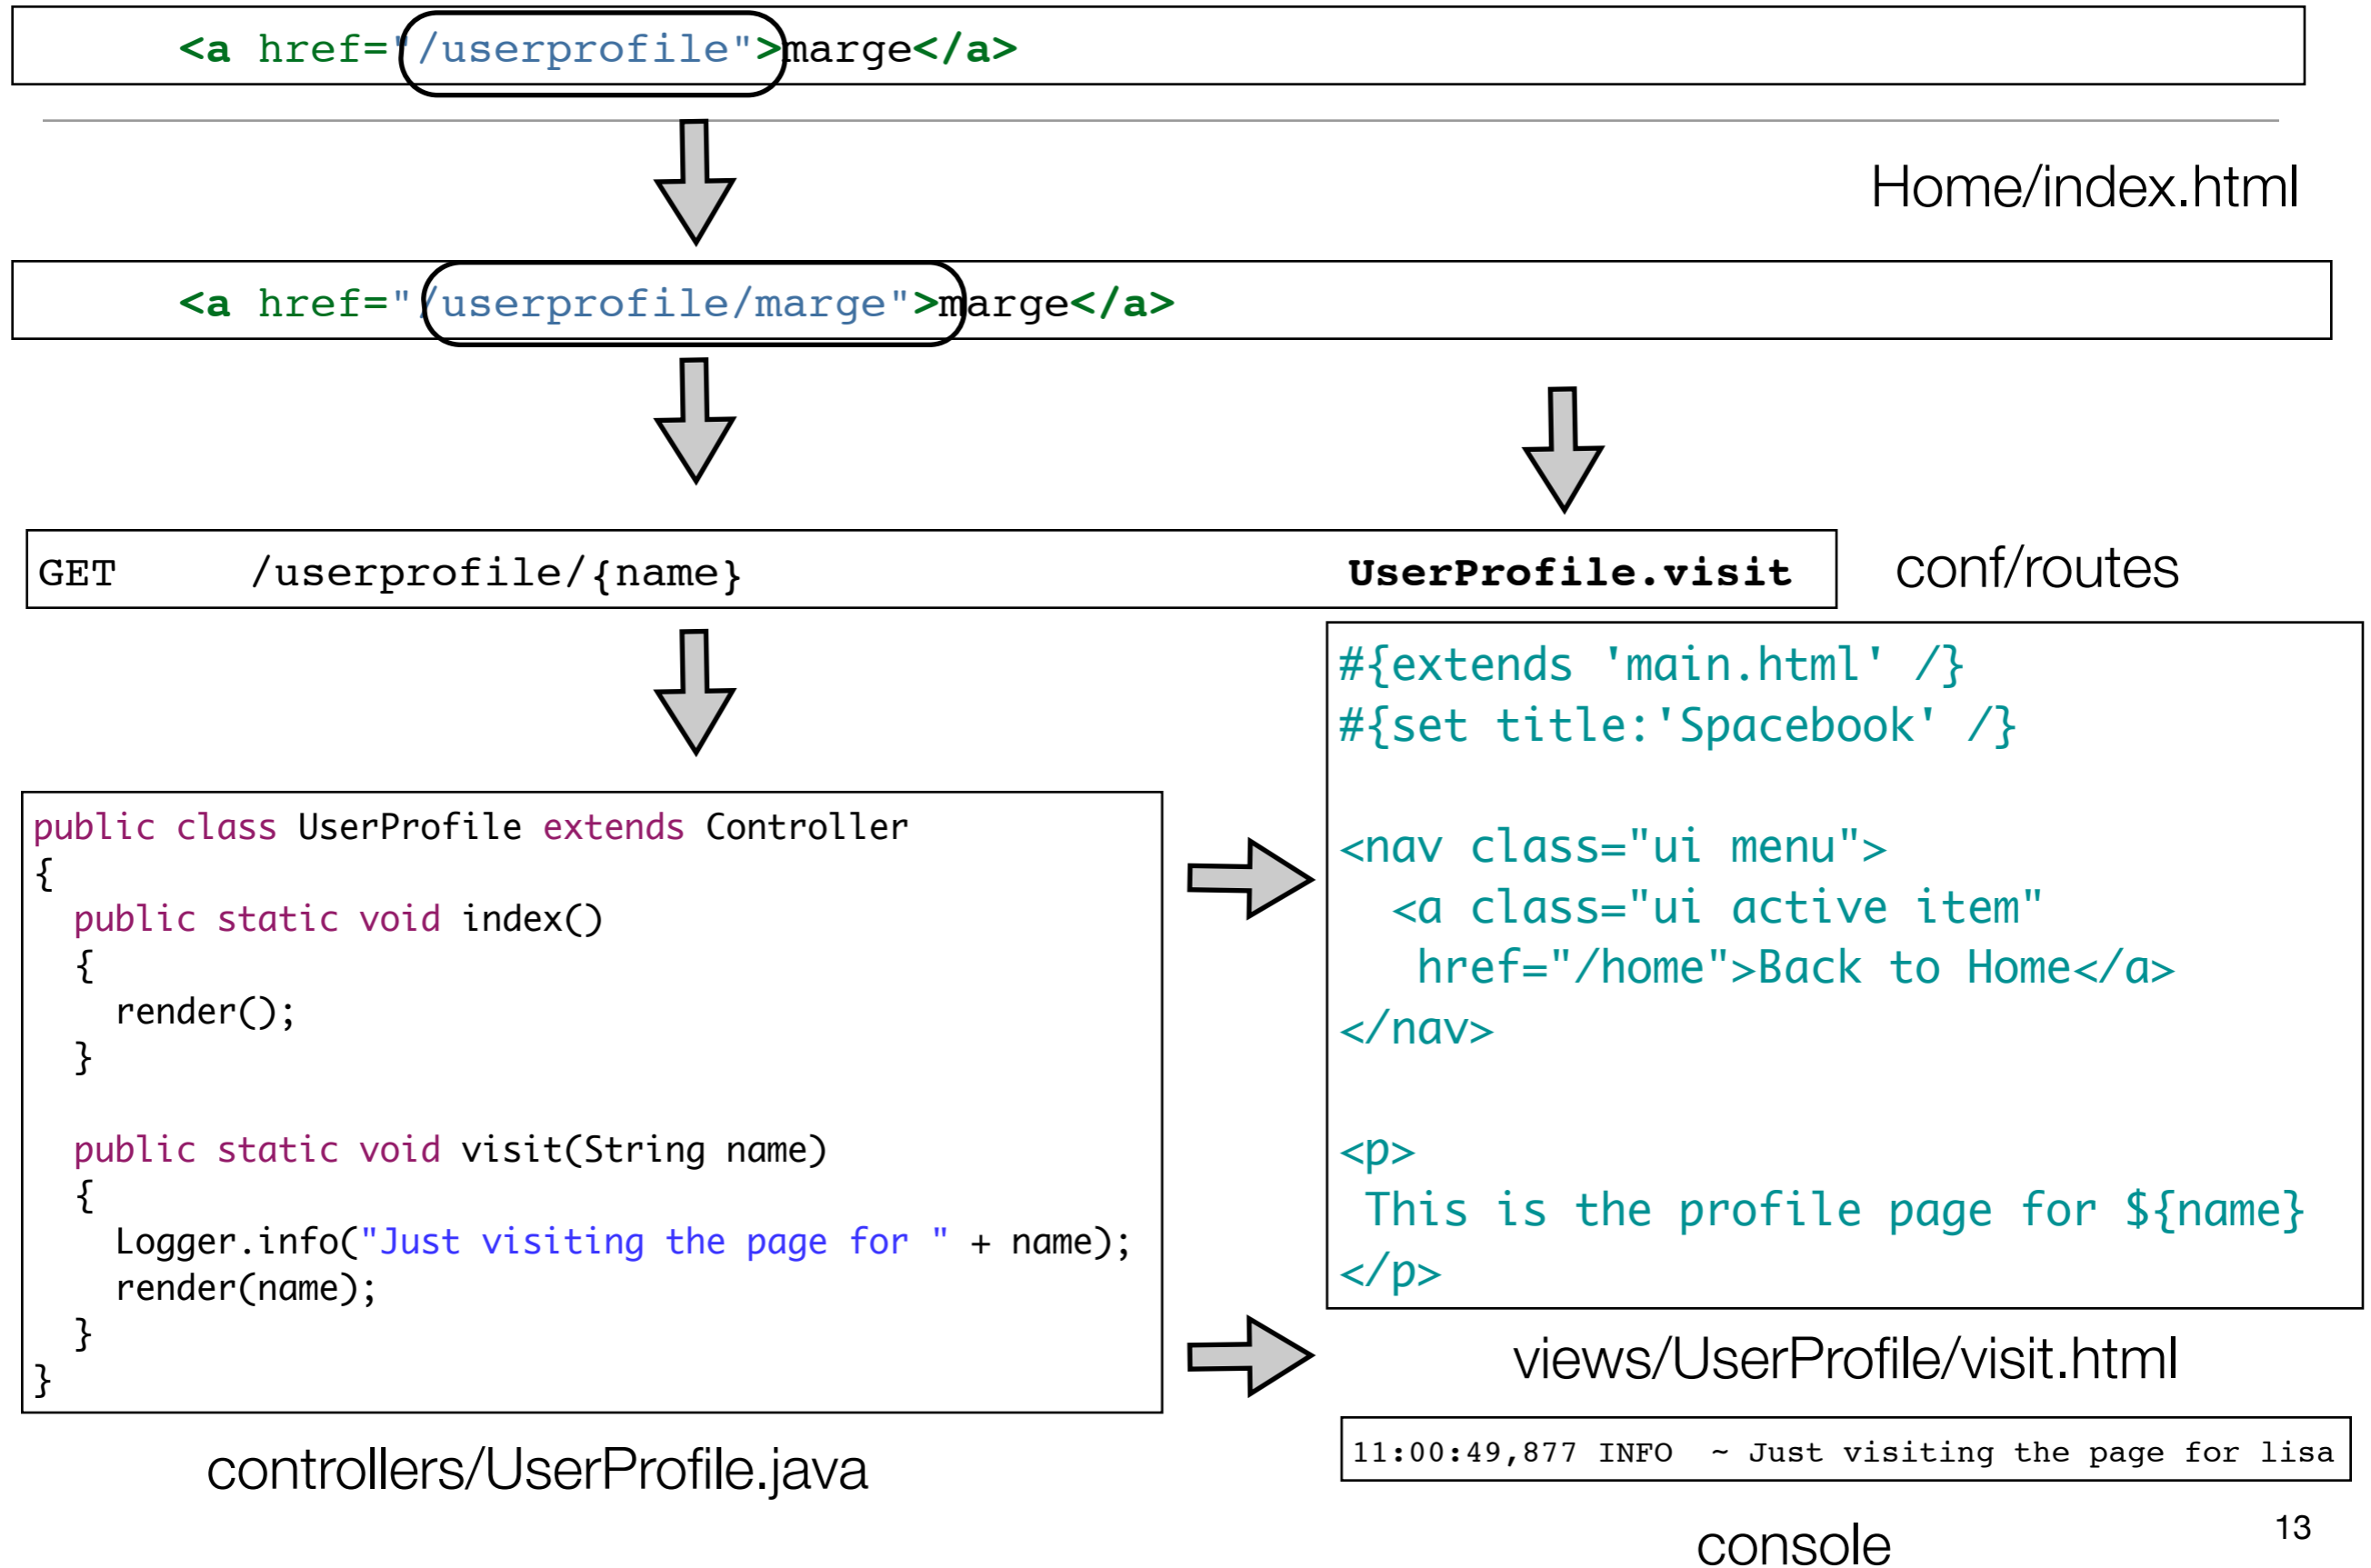 <a href="/userprofile">marge</a>
Home/index.html
<a href="/userprofile/marge">marge</a>
GET /userprofile/{name} UserProfile.visit
conf/routes
public class UserProfile extends Controller
{
public static void index()
{
render();
}
public static void visit(String name)
{
Logger.info("Just visiting the page for " + name);
render(name);
}
}
controllers/UserProfile.java
#{extends 'main.html' /}
#{set title:'Spacebook' /}
<nav class="ui menu">
<a class="ui active item"
href="/home">Back to Home</a>
</nav>
<p>
This is the profile page for ${name}
</p>
views/UserProfile/visit.html
11:00:49,877 INFO  ~ Just visiting the page for lisa
console
13